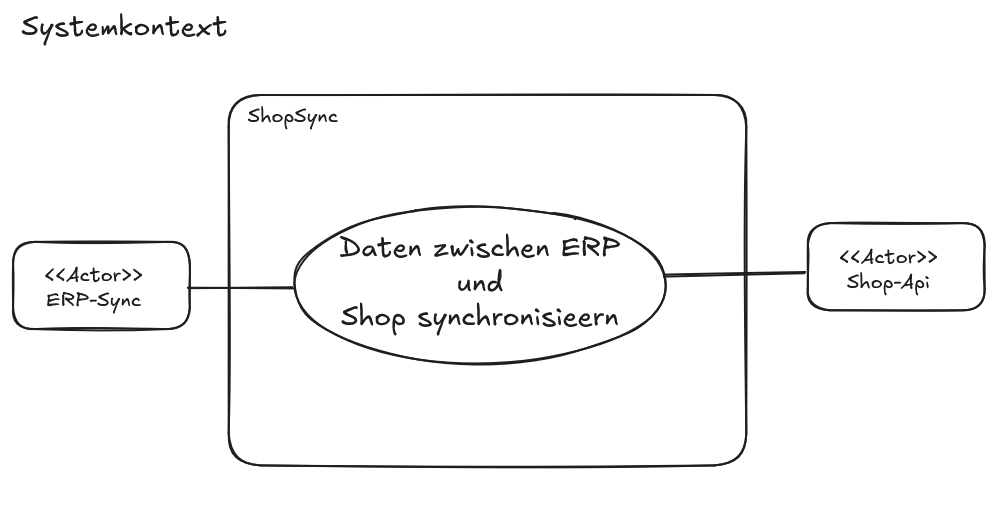 Systemkontext
ShopSync
Daten zwischen ERP
und
Shop synchronisieern
<<Actor>>
ERP-Sync
<<Actor>>
Shop-Api